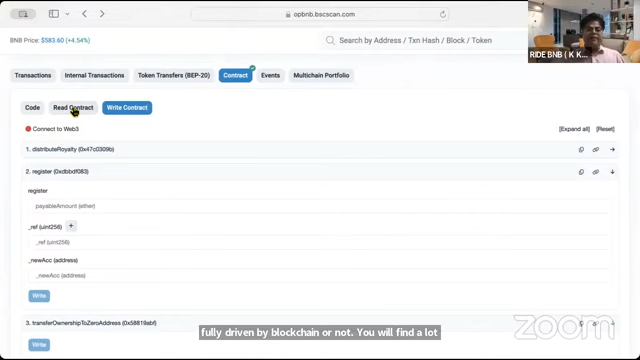 opbnb.bscscan.com
BNB Price: $583.60 (+4.54%)
Search by Address / Txn Hash / Block / Token
RIDE BNB ( K K...
Transactions
Internal Transactions
Token Transfers (BEP-20)
Contract
Events
Multichain Portfolio
Code
Read Contract
Write Contract
Connect to Web3
[Expand all]
[Reset]
1. distributeRoyalty (0x47c0309b)
2. register (0xdbbdf083)
register
payableAmount (ether)
_ref (uint256)
+
_ref (uint256)
_newAcc (address)
_newAcc (address)
Write
3. transferOwnershipToZeroAddress (0x58819abf)
Write
fully driven by blockchain or not. You will find a lot
zoom